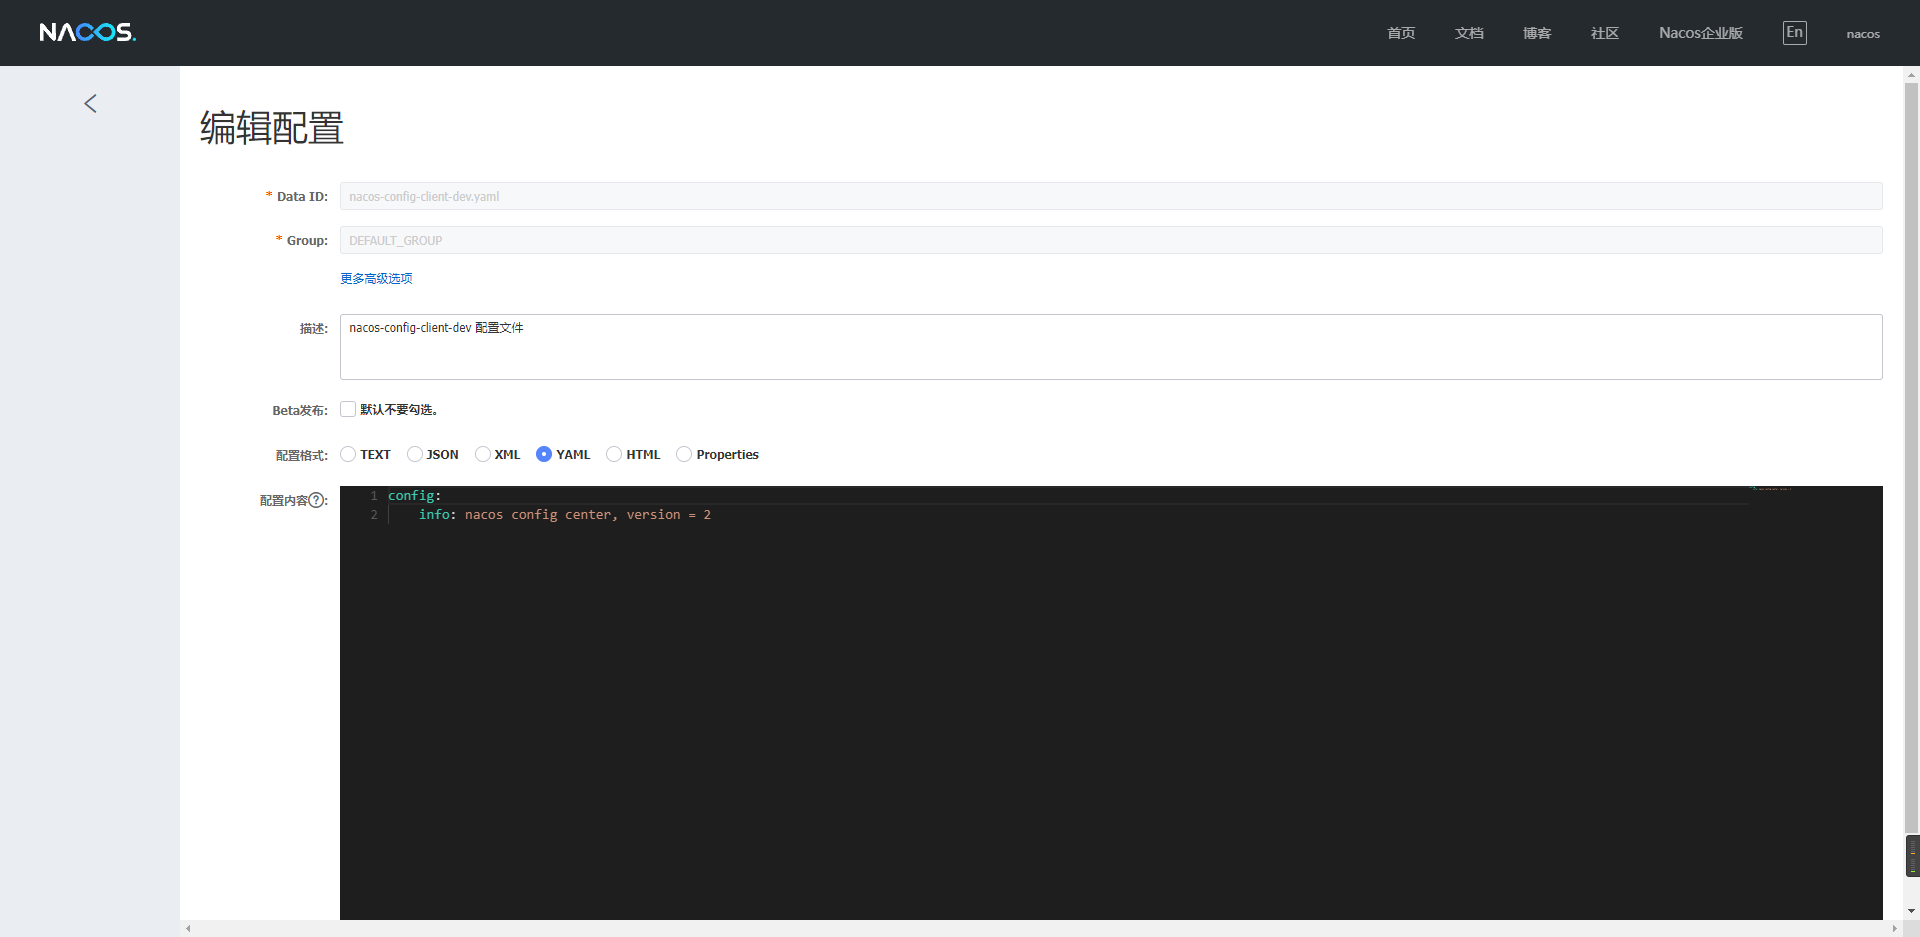 NACOS.
首页 文档 博客 社区 Nacos企业版 En nacos
编辑配置
* Data ID: nacos-config-client-dev.yaml
* Group: DEFAULT_GROUP
更多高级选项
描述: nacos-config-client-dev 配置文件
Beta发布: 默认不要勾选。
配置格式: TEXT JSON XML YAML HTML Properties
配置内容?: 1 config:
2 info: nacos config center, version = 2